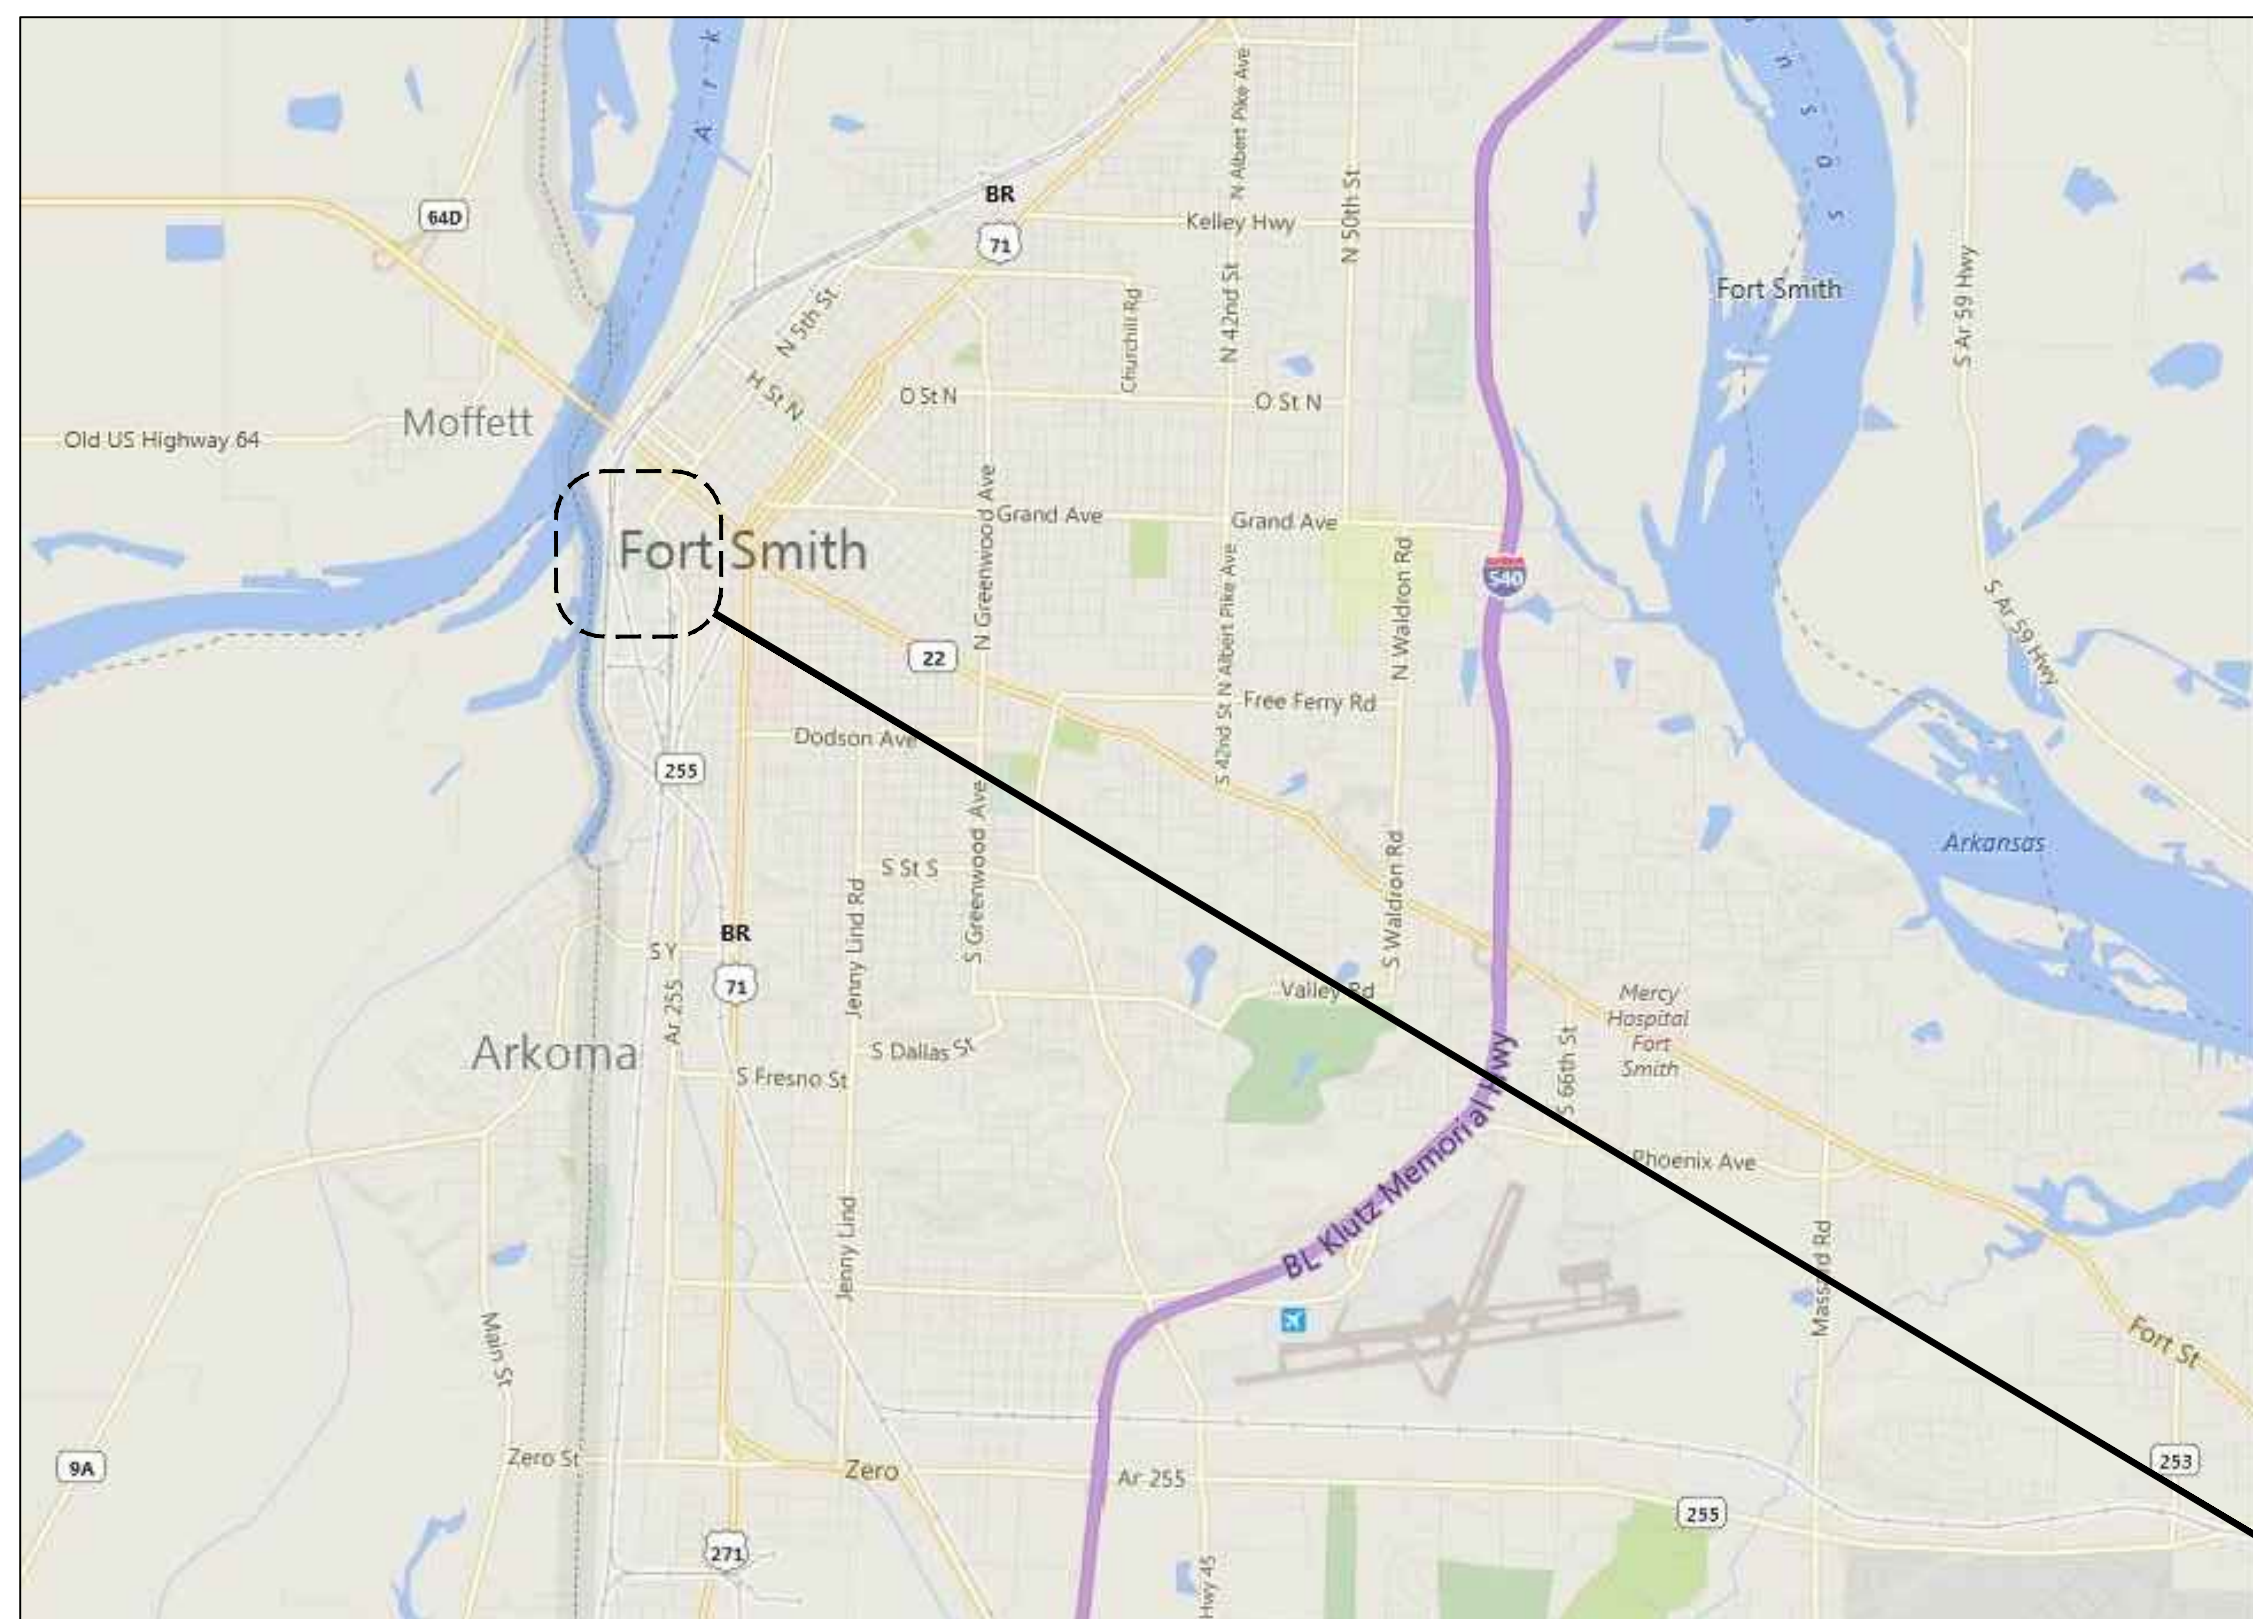 A r k
BR
71
64D
N Albert Pike Ave
N 50th St
Kelley Hwy
N 42nd St
Churchill Rd
N 5th St
H St N
O St N
O St N
Moffett
Old US Highway 64
Fort Smith
S Ar 59 Hwy
Fort Smith
N Greenwood Ave
Grand Ave
Grand Ave
N Waldron Rd
540
S Ar 59 Hwy
22
S 42nd St N Albert Pike Ave
Free Ferry Rd
Dodson Ave
255
S Greenwood Ave
S St S
Jenny Lind Rd
S Waldron Rd
Arkansas
BR
71
S Y
Ar 255
Valley Rd
Mercy
Hospital
Fort
Smith
Arkoma
S Dallas St
S Fresno St
S 66th St
BL Klutz Memorial Hwy
Phoenix Ave
Massard Rd
Jenny Lind
Main St
Fort St
9A
Zero St
Zero
Ar 255
253
255
271
Hwy 45